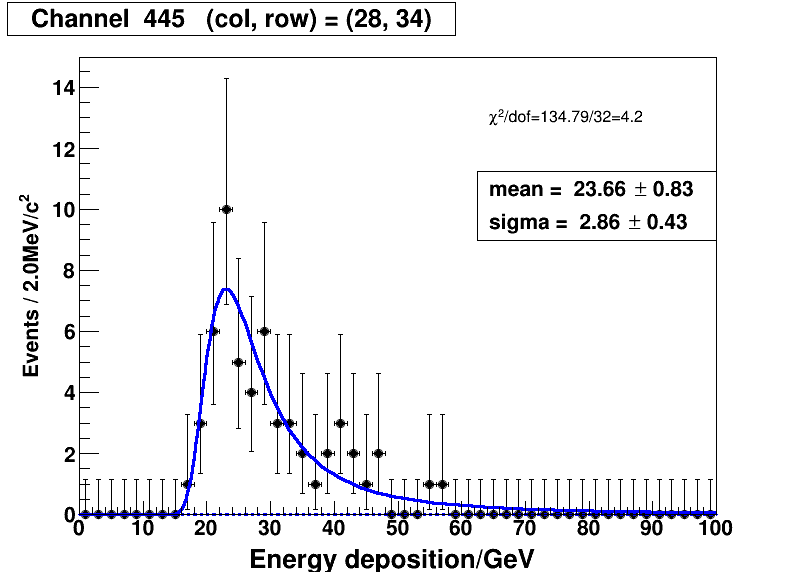 Channel 445 (col, row) = (28, 34)
χ²/dof=134.79/32=4.2
mean = 23.66 ± 0.83
sigma = 2.86 ± 0.43
Events / 2.0MeV/c²
14
12
10
8
6
4
2
0
0 10 20 30 40 50 60 70 80 90 100
Energy deposition/GeV